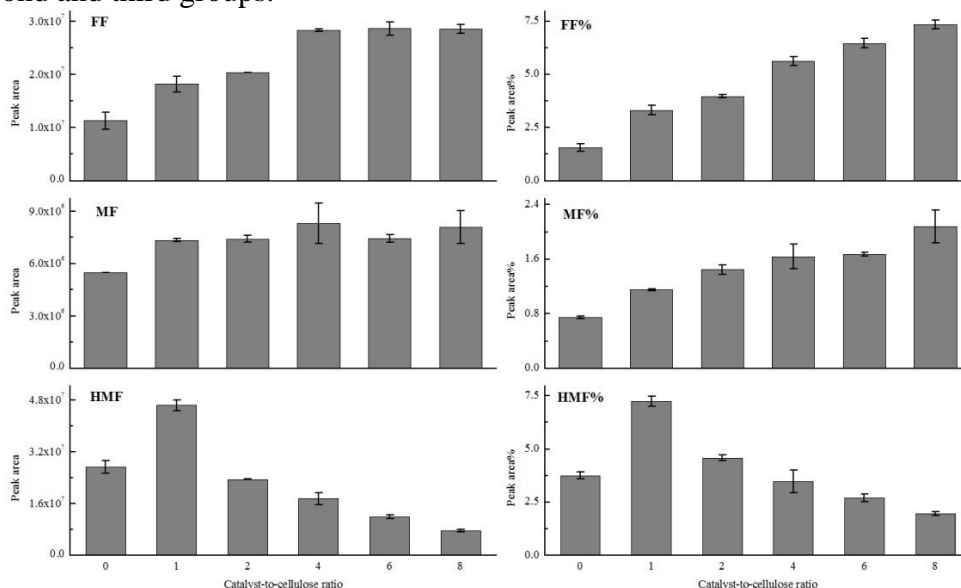 ond and third groups.
FF
3.0x10⁷
2.0x10⁷
1.0x10⁷
0.0
Peak area
FF%
7.5
5.0
2.5
0.0
Peak area%
MF
9.0x10⁶
6.0x10⁶
3.0x10⁶
0.0
Peak area
MF%
2.4
1.6
0.8
0.0
Peak area%
HMF
4.8x10⁷
3.2x10⁷
1.6x10⁷
0.0
Peak area
0 1 2 4 6 8
Catalyst-to-cellulose ratio
HMF%
7.5
5.0
2.5
0.0
Peak area%
0 1 2 4 6 8
Catalyst-to-cellulose ratio